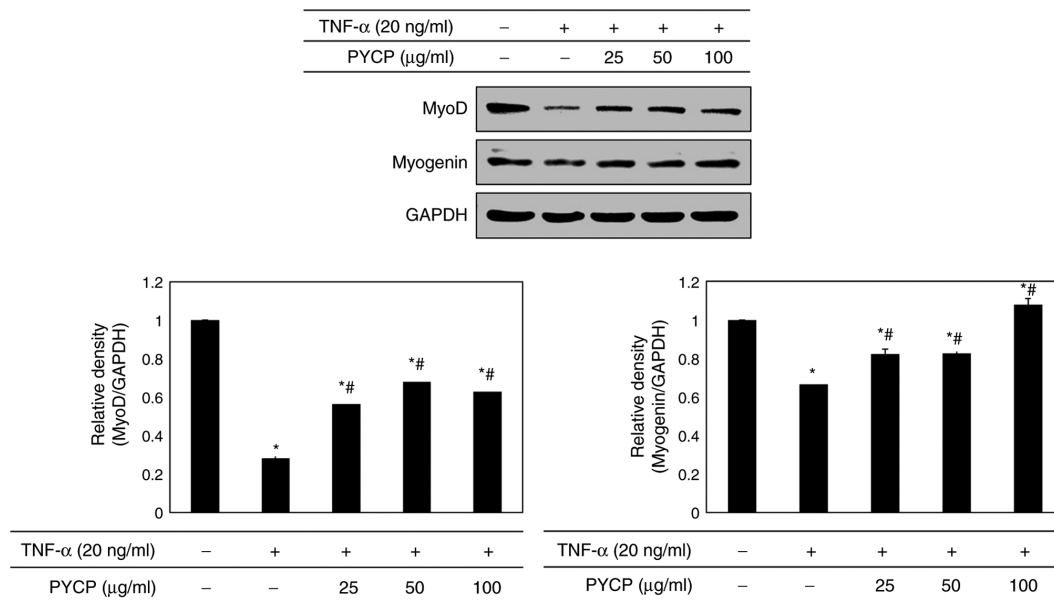 TNF-α (20 ng/ml) – + + + +
PYCP (μg/ml) – – 25 50 100
MyoD
Myogenin
GAPDH
Relative density
(MyoD/GAPDH)
1.2
1
0.8
0.6
0.4
0.2
0
*
*#
*#
*#
TNF-α (20 ng/ml) – + + + +
PYCP (μg/ml) – – 25 50 100
Relative density
(Myogenin/GAPDH)
1.2
1
0.8
0.6
0.4
0.2
0
*
*#
*#
*#
TNF-α (20 ng/ml) – + + + +
PYCP (μg/ml) – – 25 50 100